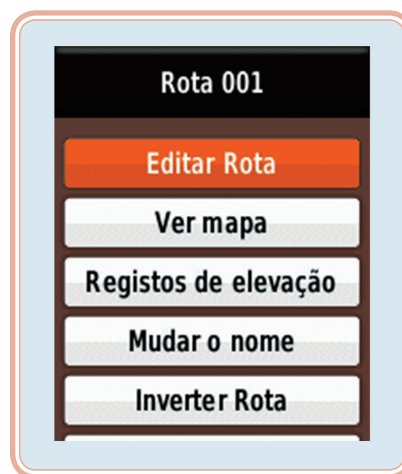 Rota 001
Editar Rota
Ver mapa
Registos de elevação
Mudar o nome
Inverter Rota